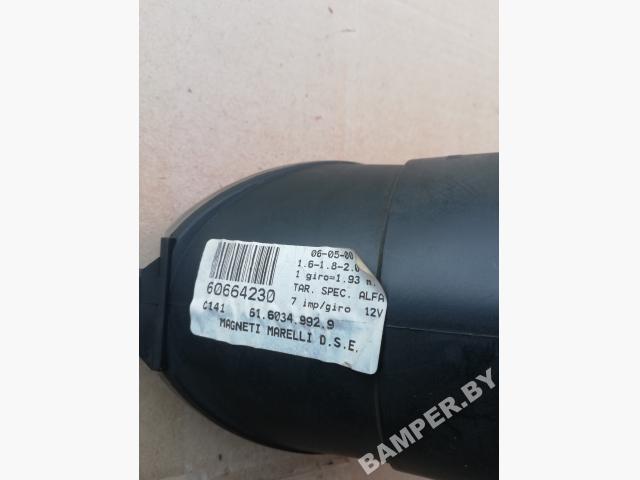 06-05-00
1.6-1.8-2.0
1 giro=1.93 m.
60664230 TAR. SPEC. ALFA
7 imp/giro 12V
C141 61.6034.992.9
MAGNETI MARELLI D.S.E.
BAMPER.BY